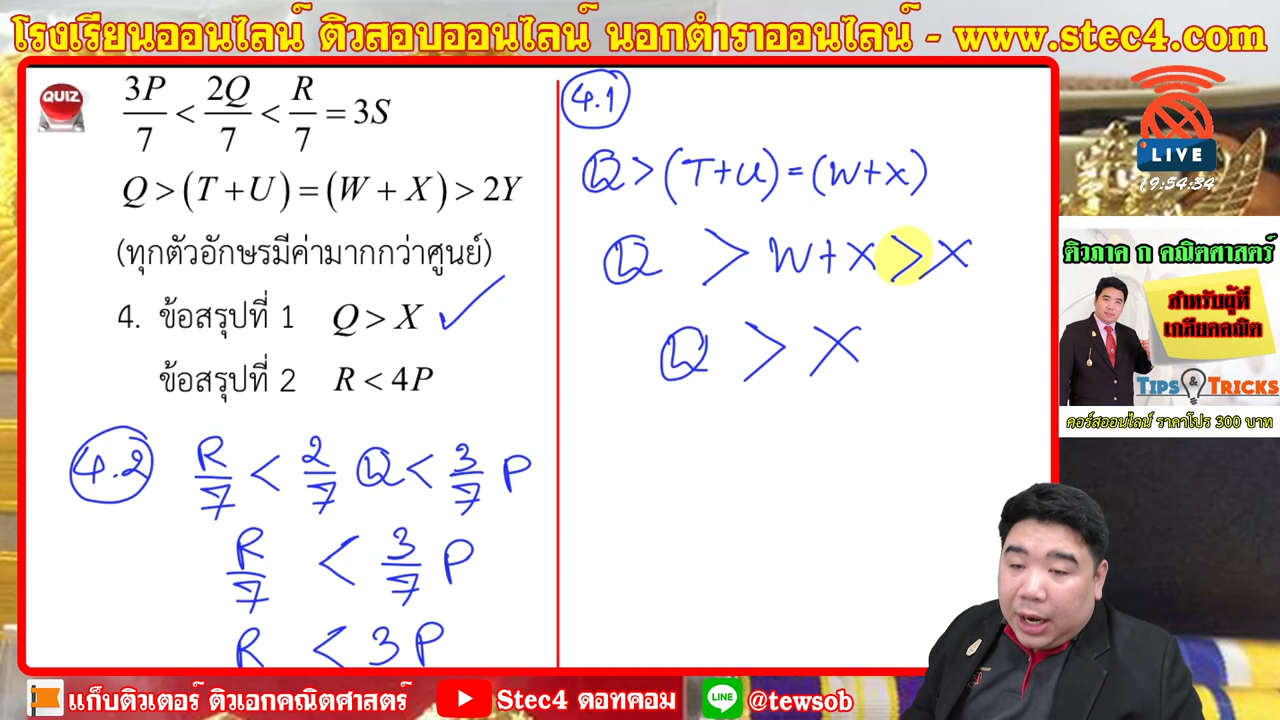 โรงเรียนออนไลน์ ติวสอบออนไลน์ นอกตำราออนไลน์ - www.stec4.com
QUIZ
3P/7 < 2Q/7 < R/7 = 3S
Q > (T + U) = (W + X) > 2Y
(ทุกตัวอักษรมีค่ามากกว่าศูนย์)
4. ข้อสรุปที่ 1 Q > X ✓
ข้อสรุปที่ 2 R < 4P
4.2 R/7 < 2/7 Q < 3/7 P
R/7 < 3/7 P
R < 3P
4.1
Q > (T+U) = (W+X)
Q > W+X > X
Q > X
LIVE
19:54:34
ติวภาค ก คณิตศาสตร์
สำหรับผู้ที่
เกลียดคณิต
TIPS & TRICKS
คอร์สออนไลน์ ราคาโปร 300 บาท
แก็บติวเตอร์ ติวเอกคณิตศาสตร์
Stec4 ดอทคอม
LINE @tewsob